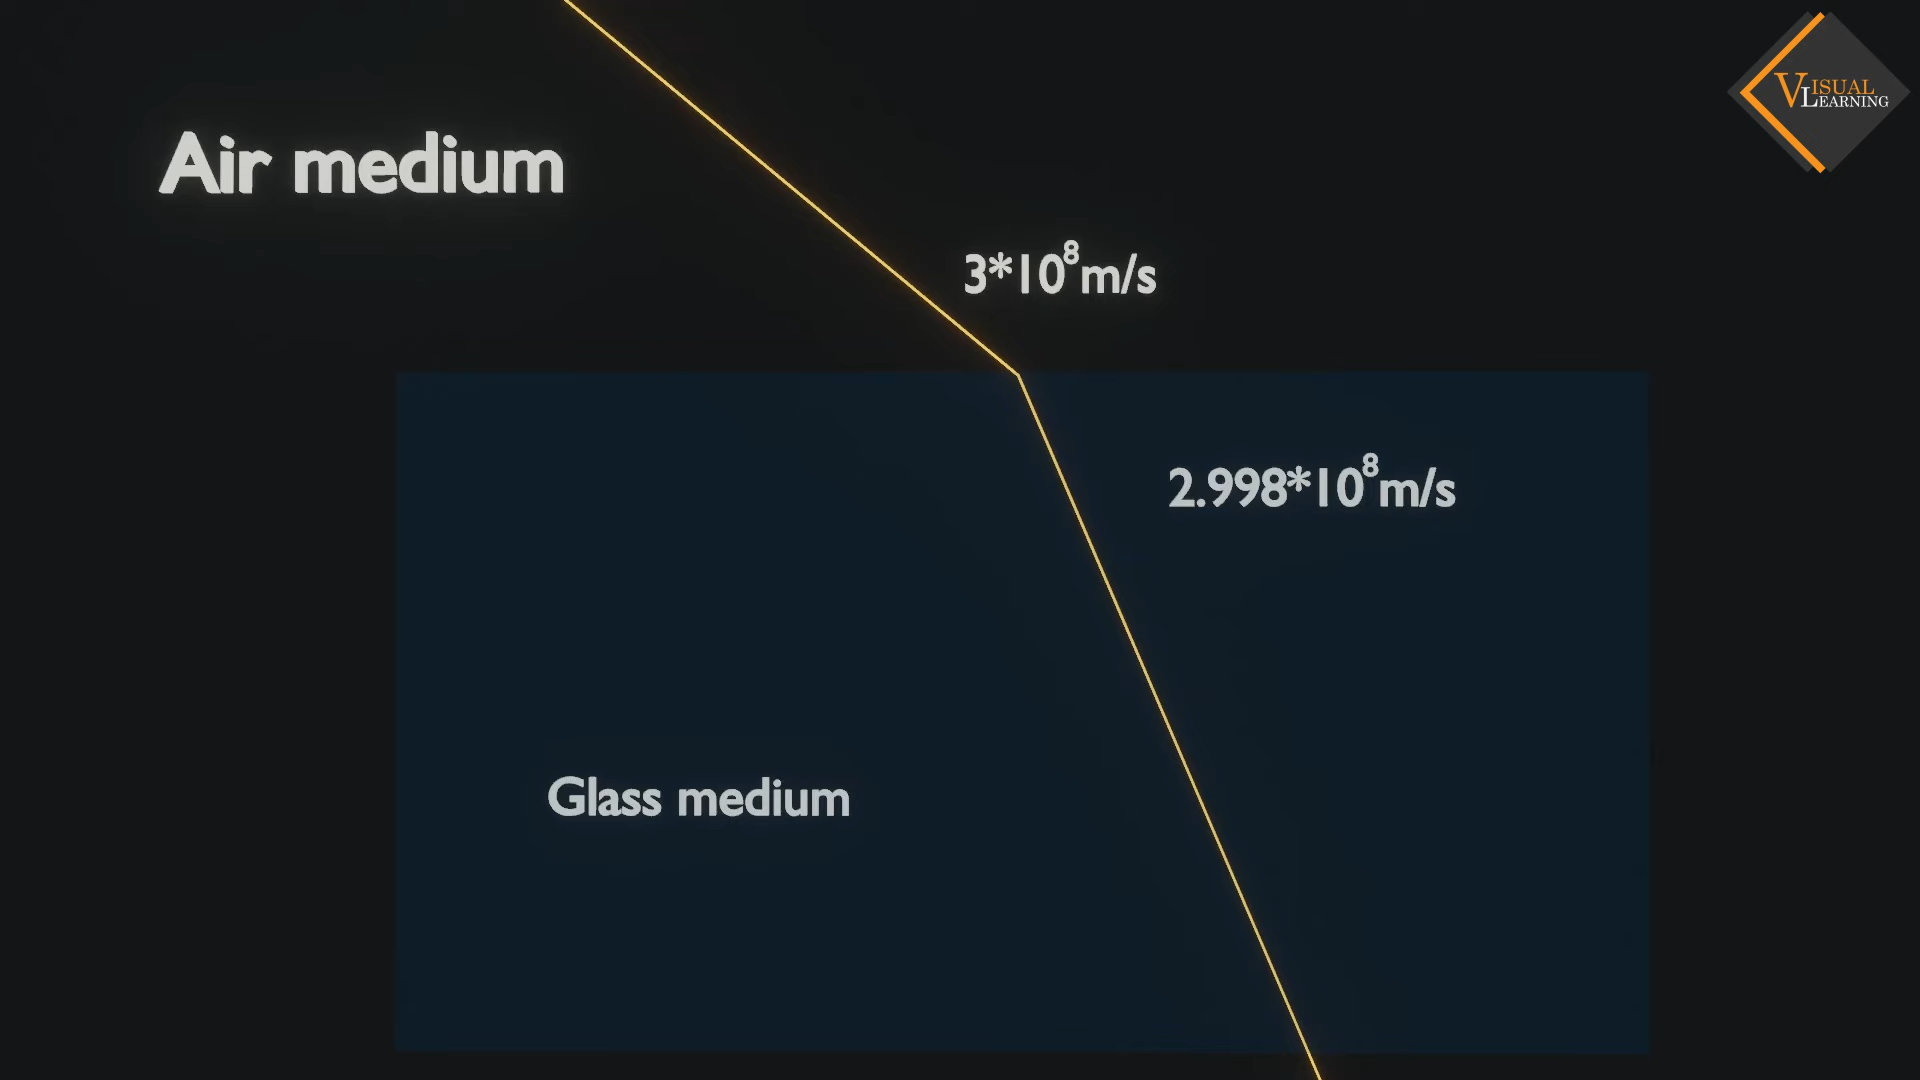 VISUAL
LEARNING
Air medium
3*10⁸m/s
2.998*10⁸m/s
Glass medium